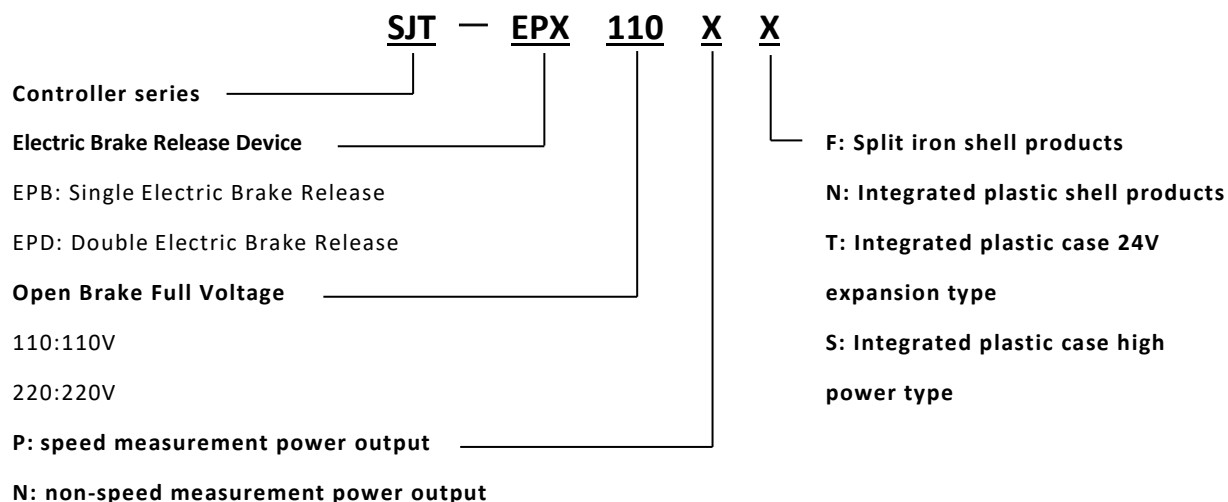 SJT — EPX 110 X X
Controller series
Electric Brake Release Device
EPB: Single Electric Brake Release
EPD: Double Electric Brake Release
Open Brake Full Voltage
110:110V
220:220V
P: speed measurement power output
N: non-speed measurement power output
F: Split iron shell products
N: Integrated plastic shell products
T: Integrated plastic case 24V
expansion type
S: Integrated plastic case high
power type